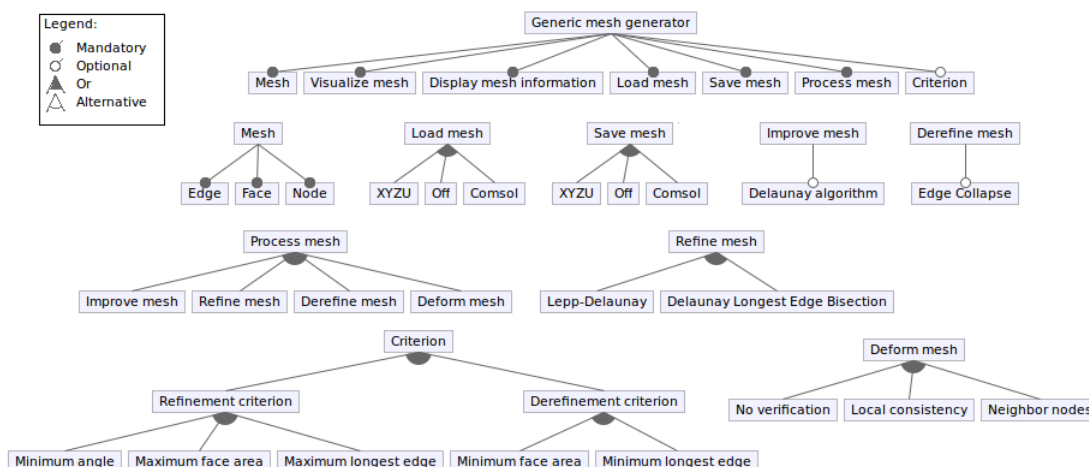 Legend:
Mandatory
Optional
Or
Alternative
Generic mesh generator
Mesh
Visualize mesh
Display mesh information
Load mesh
Save mesh
Process mesh
Criterion
Mesh
Load mesh
Save mesh
Improve mesh
Derefine mesh
Edge
Face
Node
XYZU
Off
Comsol
XYZU
Off
Comsol
Delaunay algorithm
Edge Collapse
Process mesh
Refine mesh
Improve mesh
Refine mesh
Derefine mesh
Deform mesh
Lepp-Delaunay
Delaunay Longest Edge Bisection
Criterion
Deform mesh
Refinement criterion
Derefinement criterion
No verification
Local consistency
Neighbor nodes
Minimum angle
Maximum face area
Maximum longest edge
Minimum face area
Minimum longest edge